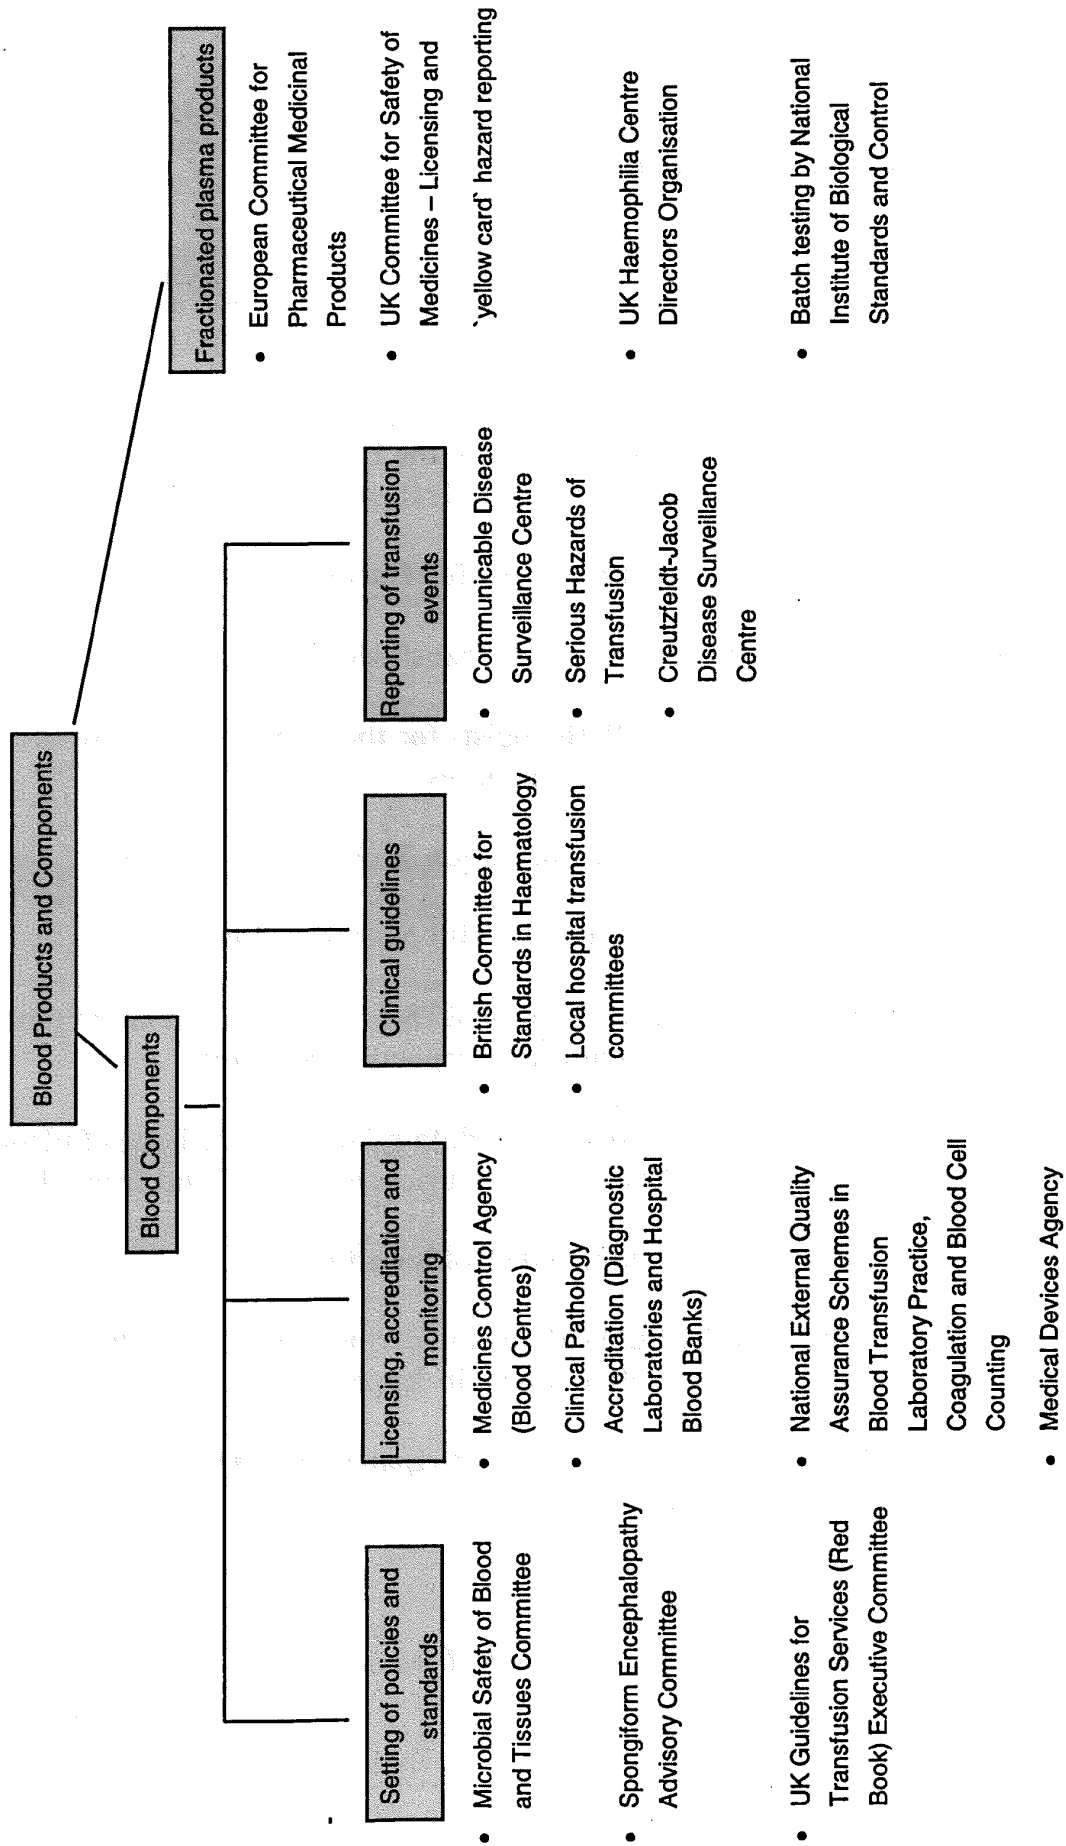 Blood Products and Components
Blood Components
Fractionated plasma products
Setting of policies and
standards
• Microbial Safety of Blood
and Tissues Committee
• Spongiform Encephalopathy
Advisory Committee
• UK Guidelines for
Transfusion Services (Red
Book) Executive Committee
Licensing, accreditation and
monitoring
• Medicines Control Agency
(Blood Centres)
• Clinical Pathology
Accreditation (Diagnostic
Laboratories and Hospital
Blood Banks)
• National External Quality
Assurance Schemes in
Blood Transfusion
Laboratory Practice,
Coagulation and Blood Cell
Counting
• Medical Devices Agency
Clinical guidelines
• British Committee for
Standards in Haematology
• Local hospital transfusion
committees
Reporting of transfusion
events
• Communicable Disease
Surveillance Centre
• Serious Hazards of
Transfusion
• Creutzfeldt-Jacob
Disease Surveillance
Centre
• European Committee for
Pharmaceutical Medicinal
Products
• UK Committee for Safety of
Medicines – Licensing and
`yellow card` hazard reporting
• UK Haemophilia Centre
Directors Organisation
• Batch testing by National
Institute of Biological
Standards and Control